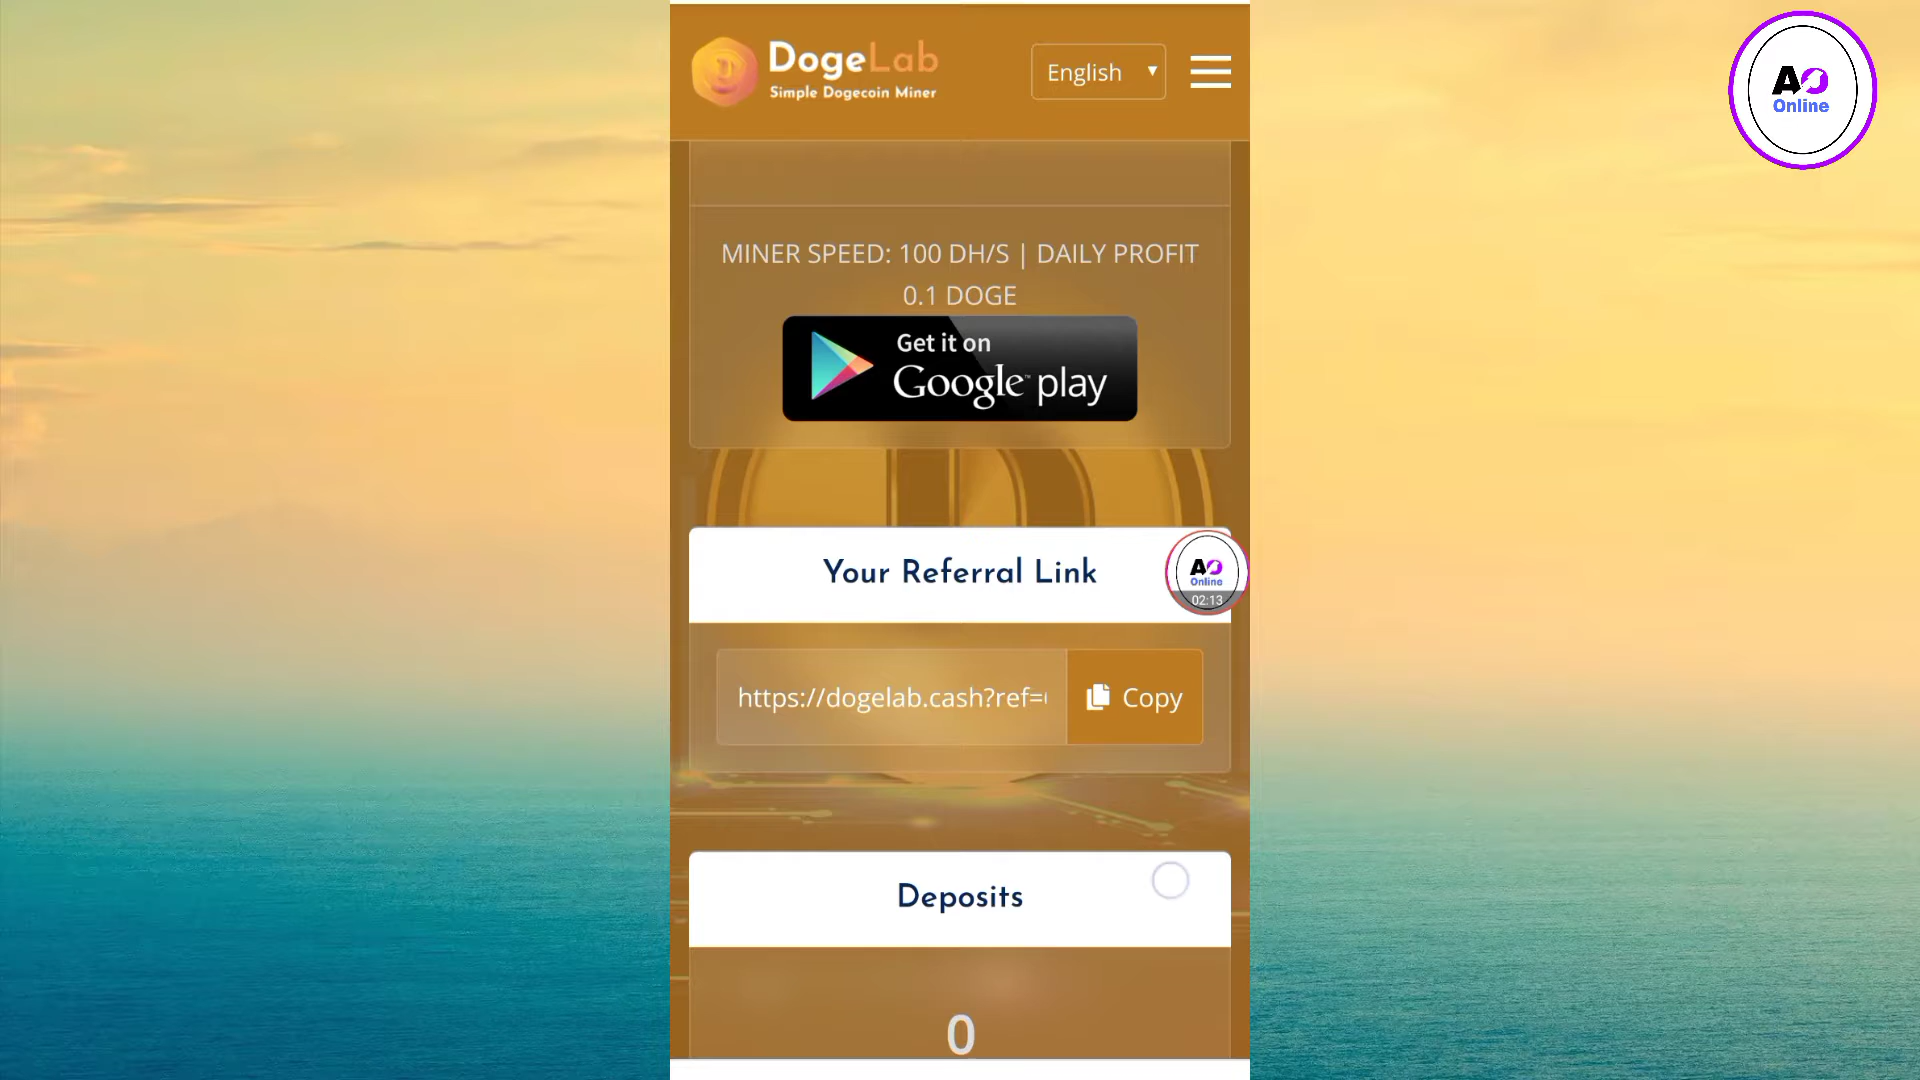 DogeLab
Simple Dogecoin Miner
English
AO
Online
MINER SPEED: 100 DH/S | DAILY PROFIT
0.1 DOGE
Get it on
Google play
Your Referral Link
AO
Online
02:13
https://dogelab.cash?ref=
Copy
Deposits
0